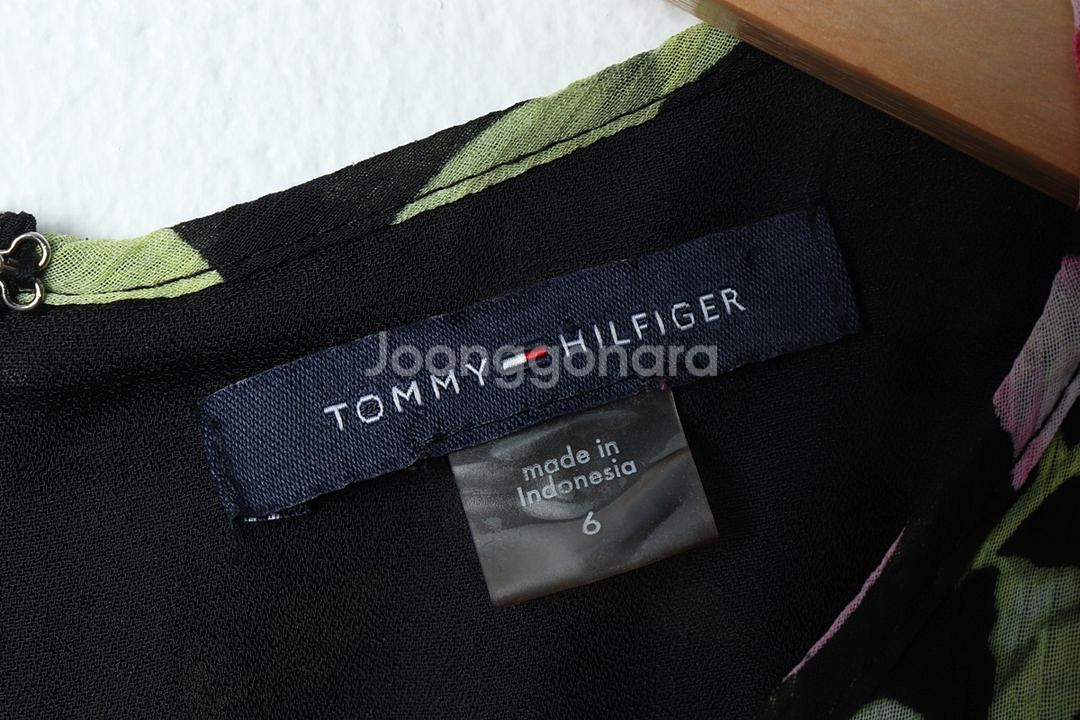 TOMMY HILFIGER
Joonggonara
made in
Indonesia
6